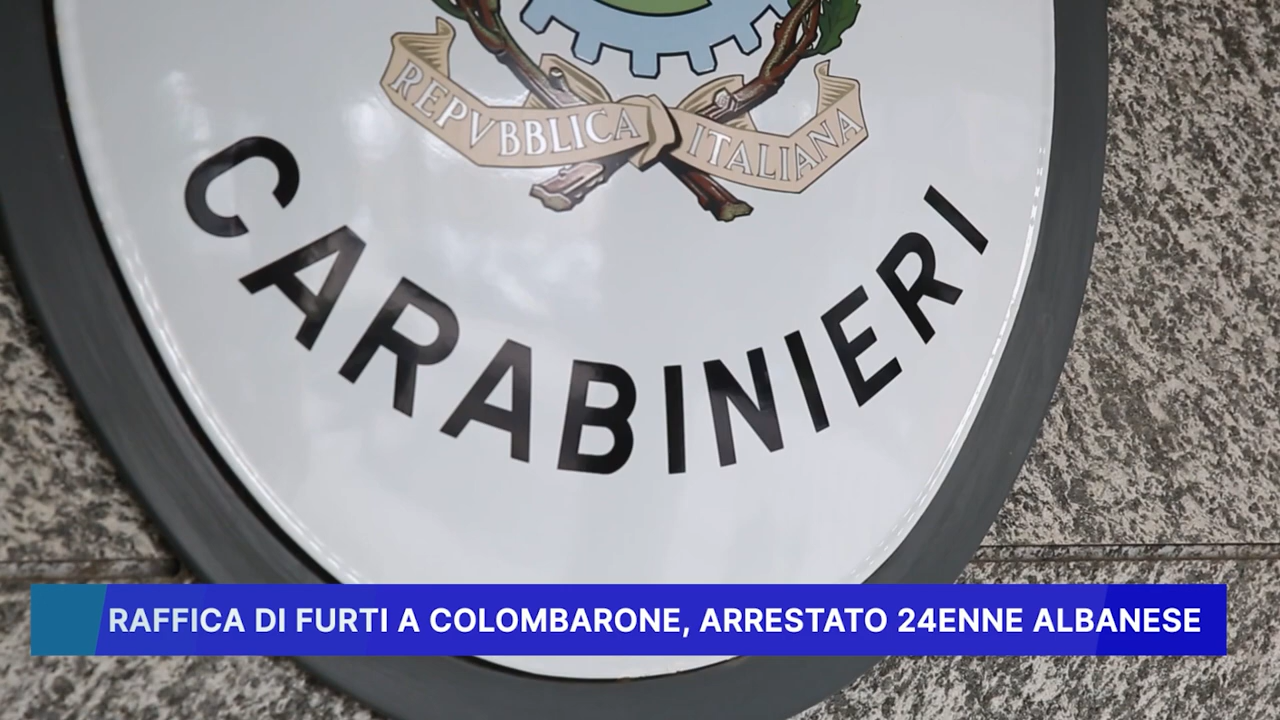 REPVBBLICA ITALIANA
CARABINIERI
RAFFICA DI FURTI A COLOMBARONE, ARRESTATO 24ENNE ALBANESE